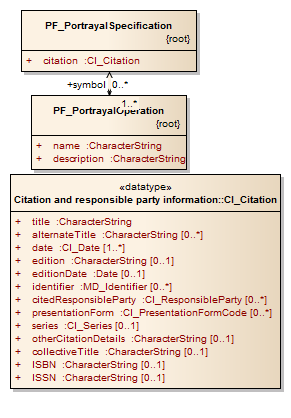 PF_PortrayalSpecification
{root}
+ citation :CI_Citation
+symbol 0..*
1..*
PF_PortrayalOperation
{root}
+ name :CharacterString
+ description :CharacterString
«datatype»
Citation and responsible party information::CI_Citation
+ title :CharacterString
+ alternateTitle :CharacterString [0..*]
+ date :CI_Date [1..*]
+ edition :CharacterString [0..1]
+ editionDate :Date [0..1]
+ identifier :MD_Identifier [0..*]
+ citedResponsibleParty :CI_ResponsibleParty [0..*]
+ presentationForm :CI_PresentationFormCode [0..*]
+ series :CI_Series [0..1]
+ otherCitationDetails :CharacterString [0..1]
+ collectiveTitle :CharacterString [0..1]
+ ISBN :CharacterString [0..1]
+ ISSN :CharacterString [0..1]